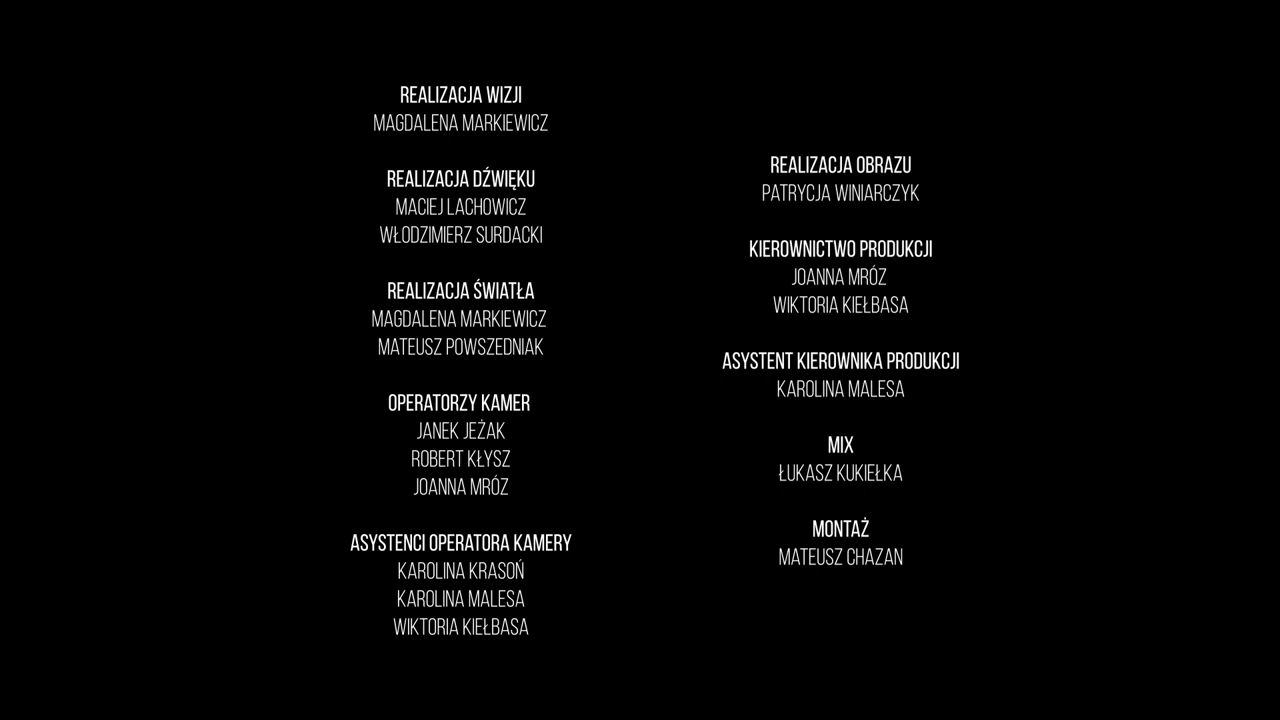 REALIZACJA WIZJI
MAGDALENA MARKIEWICZ
REALIZACJA DŹWIĘKU
MACIEJ LACHOWICZ
WŁODZIMIERZ SURDACKI
REALIZACJA ŚWIATŁA
MAGDALENA MARKIEWICZ
MATEUSZ POWSZEDNIAK
OPERATORZY KAMER
JANEK JEŻAK
ROBERT KŁYSZ
JOANNA MRÓZ
ASYSTENCI OPERATORA KAMERY
KAROLINA KRASOŃ
KAROLINA MALESA
WIKTORIA KIEŁBASA
REALIZACJA OBRAZU
PATRYCJA WINIARCZYK
KIEROWNICTWO PRODUKCJI
JOANNA MRÓZ
WIKTORIA KIEŁBASA
ASYSTENT KIEROWNIKA PRODUKCJI
KAROLINA MALESA
MIX
ŁUKASZ KUKIEŁKA
MONTAŻ
MATEUSZ CHAZAN